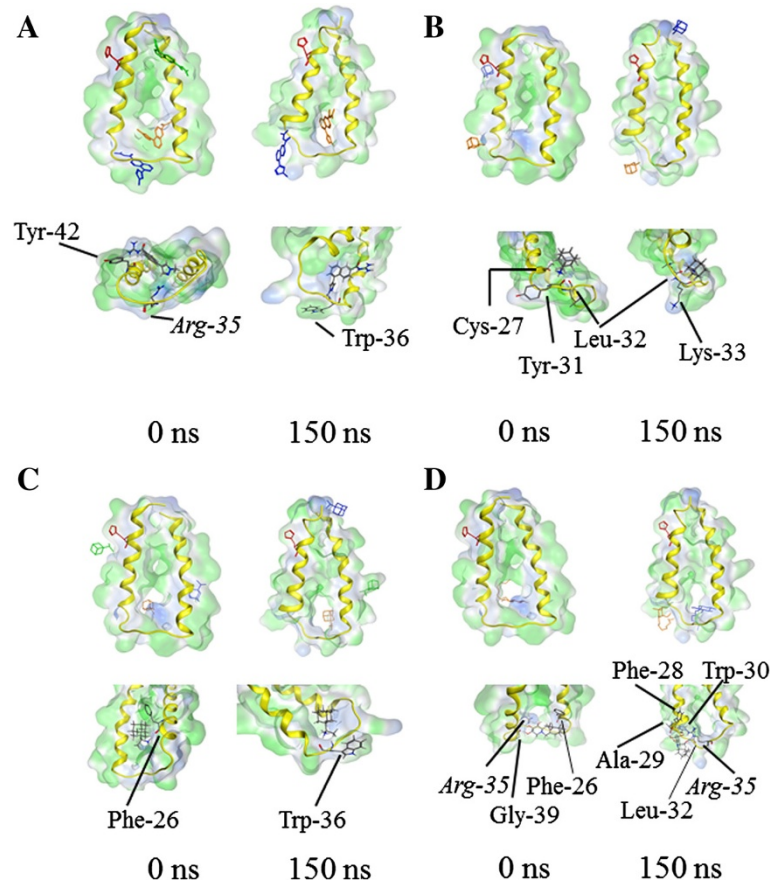 A
B
Tyr-42
Arg-35
Trp-36
Cys-27
Tyr-31
Leu-32
Lys-33
0 ns
150 ns
0 ns
150 ns
C
D
Phe-26
Trp-36
Arg-35
Gly-39
Phe-26
Phe-28
Trp-30
Ala-29
Leu-32
Arg-35
0 ns
150 ns
0 ns
150 ns